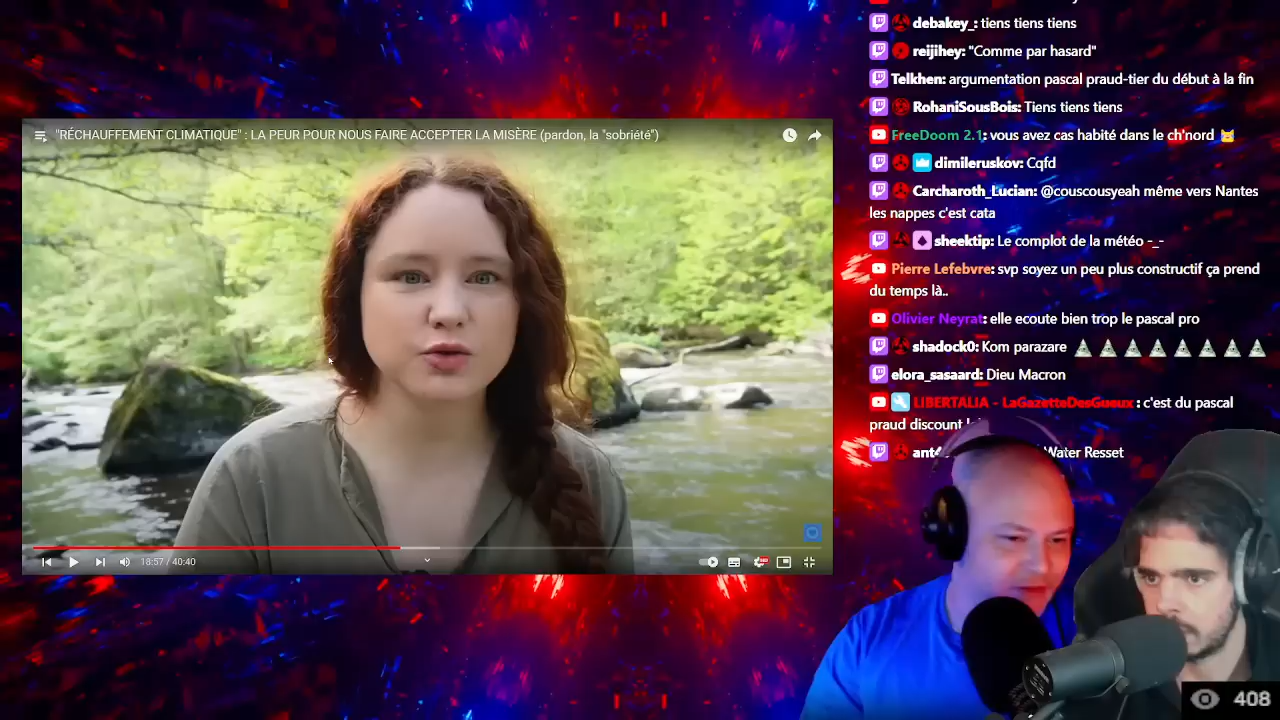 "RÉCHAUFFEMENT CLIMATIQUE" : LA PEUR POUR NOUS FAIRE ACCEPTER LA MISÈRE (pardon, la "sobriété")
18:57 / 40:40
debakey_: tiens tiens tiens
reijihey: "Comme par hasard"
Telkhen: argumentation pascal praud-tier du début à la fin
RohaniSousBois: Tiens tiens tiens
FreeDoom 2.1: vous avez cas habité dans le ch'nord
dimileruskov: Cqfd
Carcharoth_Lucian: @couscousyeah même vers Nantes
les nappes c'est cata
sheektip: Le complot de la météo -_-
Pierre Lefebvre: svp soyez un peu plus constructif ça prend
du temps là..
Olivier Neyrat: elle ecoute bien trop le pascal pro
shadock0: Kom parazare
elora_sasaard: Dieu Macron
LIBERTALIA - LaGazetteDesGueux : c'est du pascal
praud discount
Water Resset
408